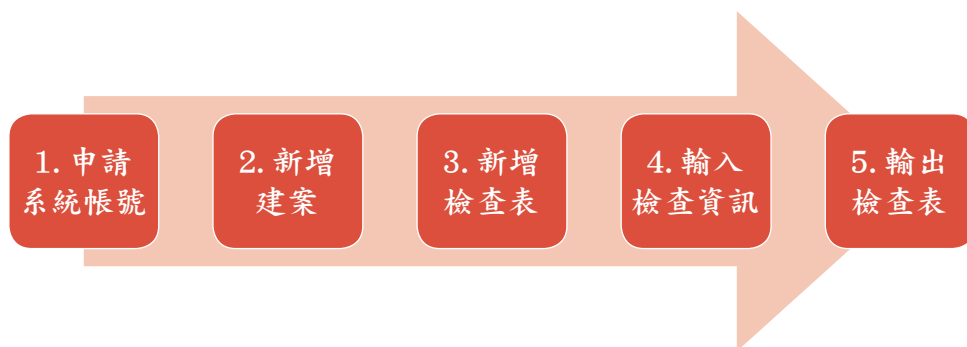 1.申請
系統帳號
2.新增
建案
3.新增
檢查表
4.輸入
檢查資訊
5.輸出
檢查表